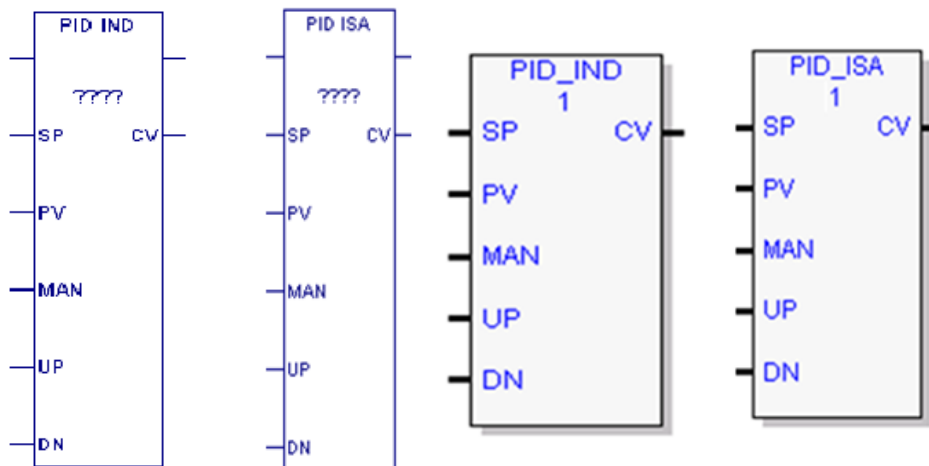 PID IND
????
SP CV
PV
MAN
UP
DN
PID ISA
????
SP CV
PV
MAN
UP
DN
PID_IND
1
SP CV
PV
MAN
UP
DN
PID_ISA
1
SP CV
PV
MAN
UP
DN